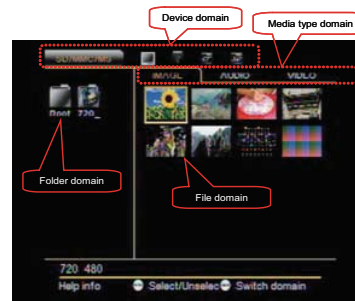 Device domain
Media type domain
SD/MMC/MS
IMAGE AUDIO VIDEO
Root 720_
Folder domain
File domain
720 480
Help info Select/Unselec Switch domain